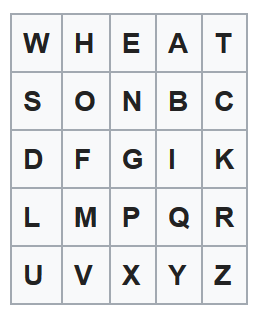 W H E A T
S O N B C
D F G I K
L M P Q R
U V X Y Z